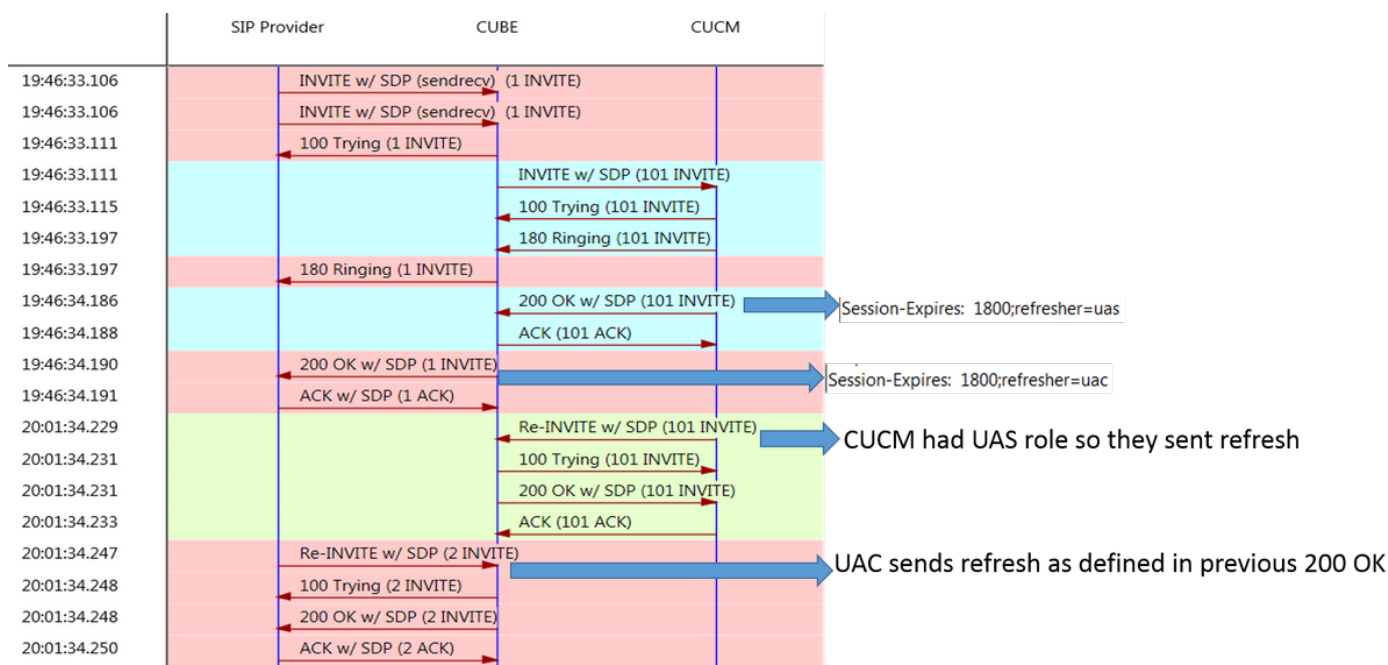 SIP Provider CUBE CUCM
19:46:33.106 INVITE w/ SDP (sendrecv) (1 INVITE)
19:46:33.106 INVITE w/ SDP (sendrecv) (1 INVITE)
19:46:33.111 100 Trying (1 INVITE)
19:46:33.111 INVITE w/ SDP (101 INVITE)
19:46:33.115 100 Trying (101 INVITE)
19:46:33.197 180 Ringing (101 INVITE)
19:46:33.197 180 Ringing (1 INVITE)
19:46:34.186 200 OK w/ SDP (101 INVITE) Session-Expires: 1800;refresher=uas
19:46:34.188 ACK (101 ACK)
19:46:34.190 200 OK w/ SDP (1 INVITE) Session-Expires: 1800;refresher=uac
19:46:34.191 ACK w/ SDP (1 ACK)
20:01:34.229 Re-INVITE w/ SDP (101 INVITE) CUCM had UAS role so they sent refresh
20:01:34.231 100 Trying (101 INVITE)
20:01:34.231 200 OK w/ SDP (101 INVITE)
20:01:34.233 ACK (101 ACK)
20:01:34.247 Re-INVITE w/ SDP (2 INVITE) UAC sends refresh as defined in previous 200 OK
20:01:34.248 100 Trying (2 INVITE)
20:01:34.248 200 OK w/ SDP (2 INVITE)
20:01:34.250 ACK w/ SDP (2 ACK)